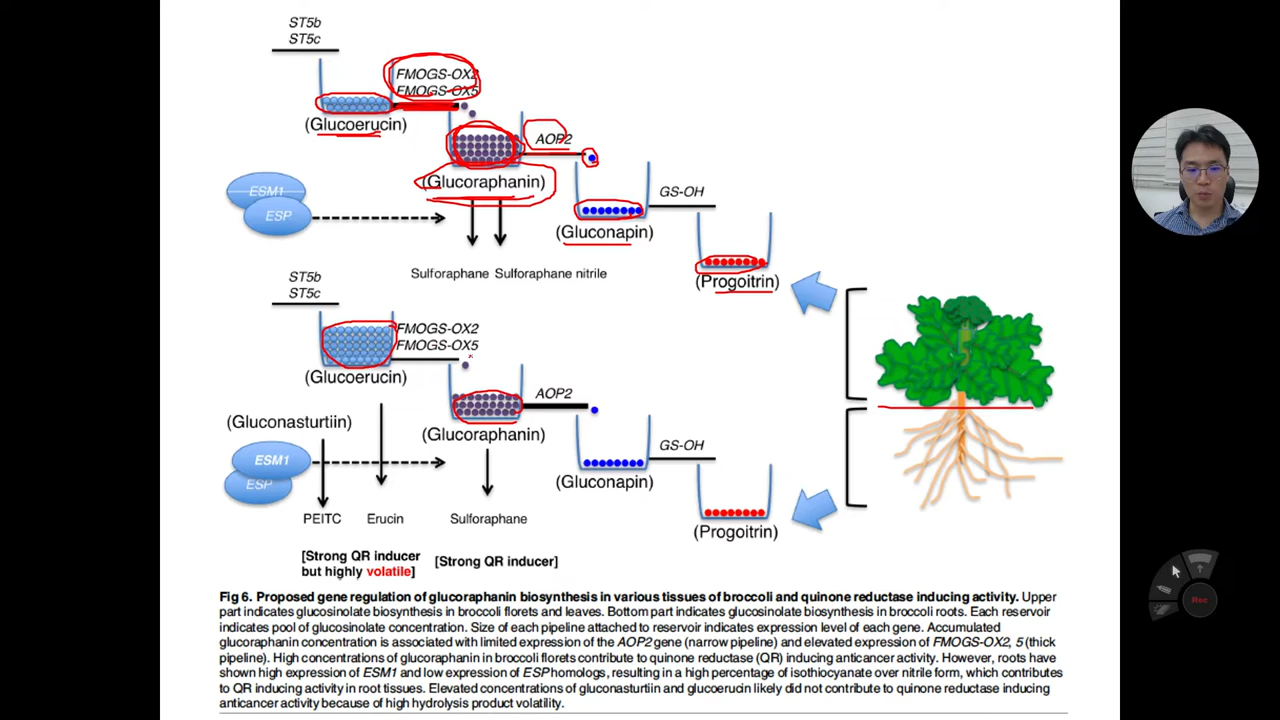 ST5b
ST5c
FMOGS-OX2
FMOGS-OX5
(Glucoerucin)
AOP2
(Glucoraphanin)
ESM1
ESP
GS-OH
(Gluconapin)
Sulforaphane Sulforaphane nitrile
(Progoitrin)
ST5b
ST5c
FMOGS-OX2
FMOGS-OX5
(Glucoerucin)
AOP2
(Gluconasturtiin)
(Glucoraphanin)
GS-OH
ESM1
ESP
(Gluconapin)
PEITC Erucin Sulforaphane
(Progoitrin)
[Strong QR inducer
but highly volatile]
[Strong QR inducer]
Fig 6. Proposed gene regulation of glucoraphanin biosynthesis in various tissues of broccoli and quinone reductase inducing activity. Upper
part indicates glucosinolate biosynthesis in broccoli florets and leaves. Bottom part indicates glucosinolate biosynthesis in broccoli roots. Each reservoir
indicates pool of glucosinolate concentration. Size of each pipeline attached to reservoir indicates expression level of each gene. Accumulated
glucoraphanin concentration is associated with limited expression of the AOP2 gene (narrow pipeline) and elevated expression of FMOGS-OX2, 5 (thick
pipeline). High concentrations of glucoraphanin in broccoli florets contribute to quinone reductase (QR) inducing anticancer activity. However, roots have
shown high expression of ESM1 and low expression of ESP homologs, resulting in a high percentage of isothiocyanate over nitrile form, which contributes
to QR inducing activity in root tissues. Elevated concentrations of gluconasturtiin and glucoerucin likely did not contribute to quinone reductase inducing
anticancer activity because of high hydrolysis product volatility.
Rec